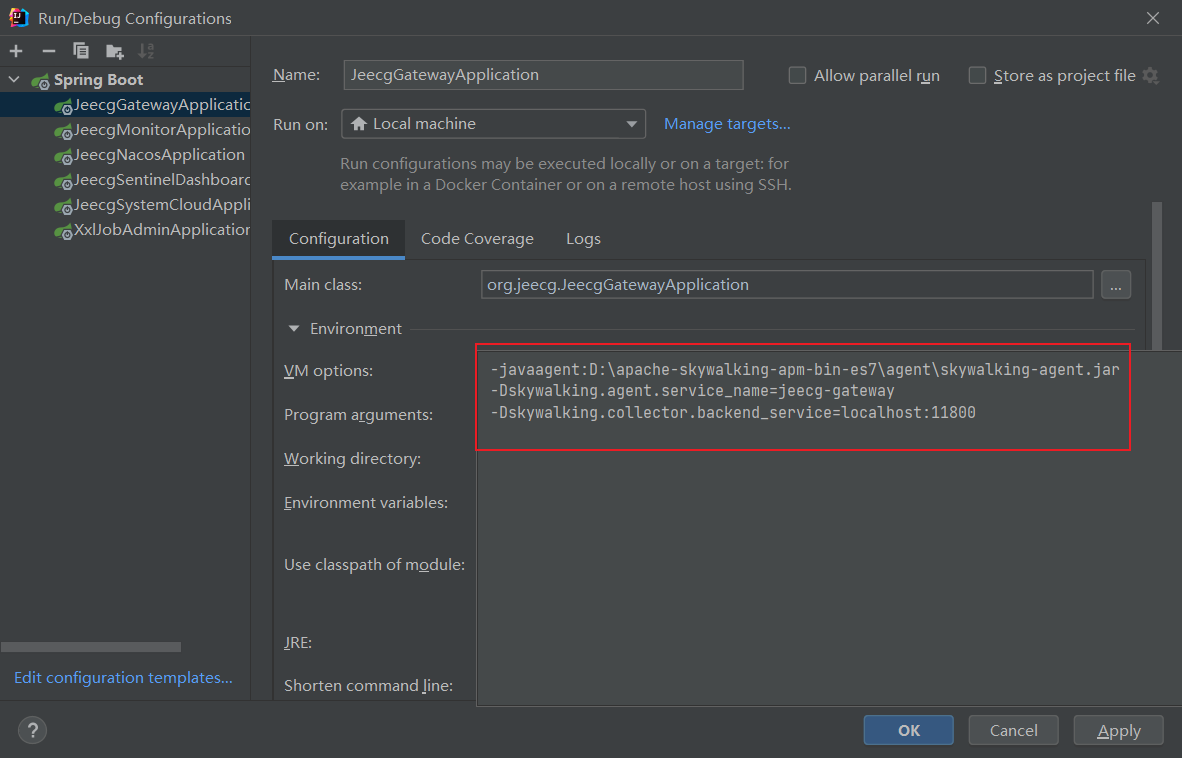 Run/Debug Configurations
Spring Boot
JeecgGatewayApplicatio
JeecgMonitorApplicatio
JeecgNacosApplication
JeecgSentinelDashboard
JeecgSystemCloudAppli
XxlJobAdminApplication
Edit configuration templates...
Name: JeecgGatewayApplication Allow parallel run Store as project file
Run on: Local machine Manage targets...
Run configurations may be executed locally or on a target: for
example in a Docker Container or on a remote host using SSH.
Configuration Code Coverage Logs
Main class: org.jeecg.JeecgGatewayApplication ...
Environment
VM options: -javaagent:D:\apache-skywalking-apm-bin-es7\agent\skywalking-agent.jar
-Dskywalking.agent.service_name=jeecg-gateway
-Dskywalking.collector.backend_service=localhost:11800
Program arguments:
Working directory:
Environment variables:
Use classpath of module:
JRE:
Shorten command line:
? OK Cancel Apply